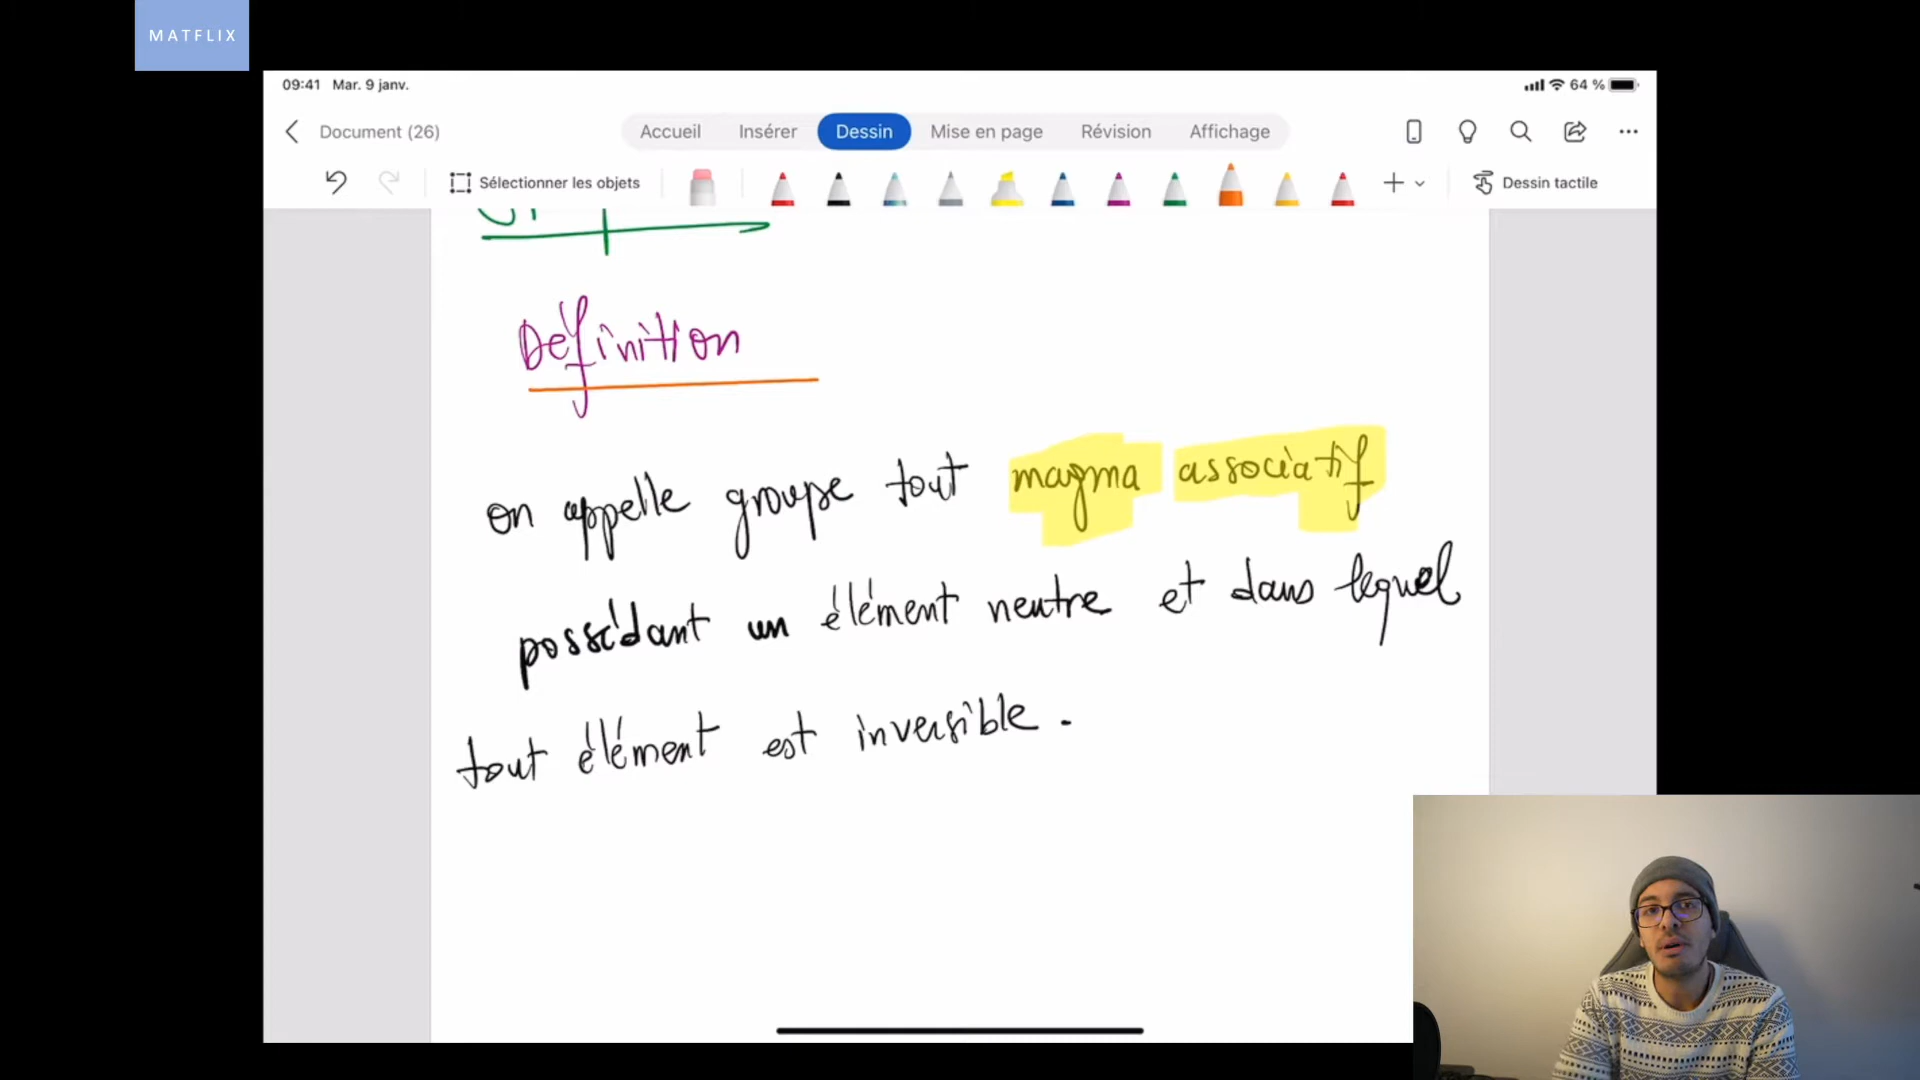 MATFLIX
09:41 Mar. 9 janv.
64 %
Document (26)
Accueil Insérer Dessin Mise en page Révision Affichage
Sélectionner les objets
Dessin tactile
Définition
on appelle groupe tout magma associatif
possédant un élément neutre et dans lequel
tout élément est inversible.